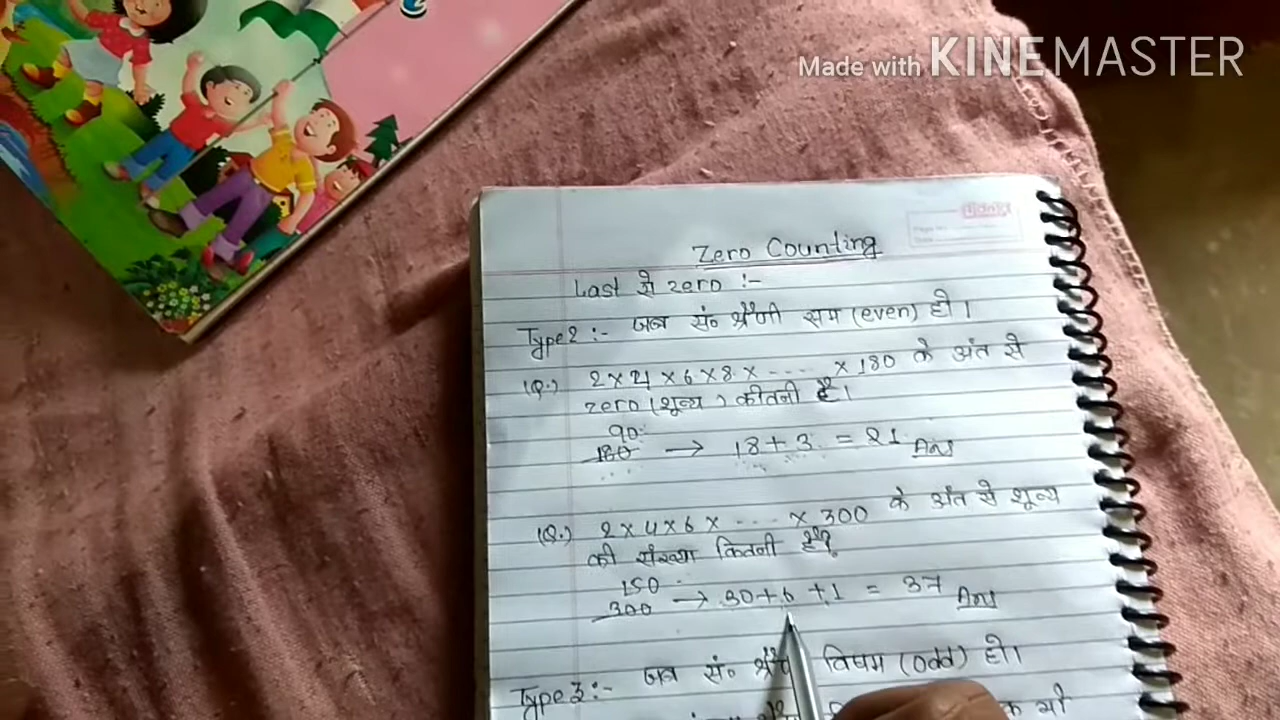 Made with KINEMASTER
Zero Counting
Last से zero :-
Type2:- जब सं० श्रेणी सम (even) हो।
(Q.) 2×4×6×8×.....×180 के अंत से
zero (शून्य) कीतनी है।
90
180 → 18+3 = 21 Ans
(Q.) 2×4×6×....×300 के अंत से शून्य
की संख्या कितनी है?
150
300 → 30+6+1 = 37 Ans
Type3:- जब सं० श्रेणी विषम (odd) हो।